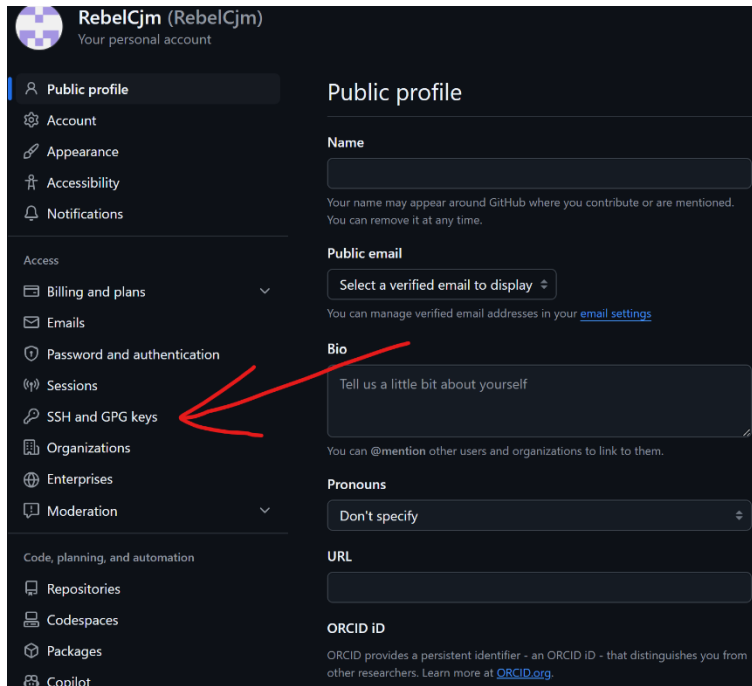 RebelCjm (RebelCjm)
Your personal account
Public profile
Account
Appearance
Accessibility
Notifications
Access
Billing and plans
Emails
Password and authentication
Sessions
SSH and GPG keys
Organizations
Enterprises
Moderation
Code, planning, and automation
Repositories
Codespaces
Packages
Copilot
Public profile
Name
Your name may appear around GitHub where you contribute or are mentioned.
You can remove it at any time.
Public email
Select a verified email to display
You can manage verified email addresses in your email settings
Bio
Tell us a little bit about yourself
You can @mention other users and organizations to link to them.
Pronouns
Don't specify
URL
ORCID iD
ORCID provides a persistent identifier - an ORCID iD - that distinguishes you from
other researchers. Learn more at ORCID.org.